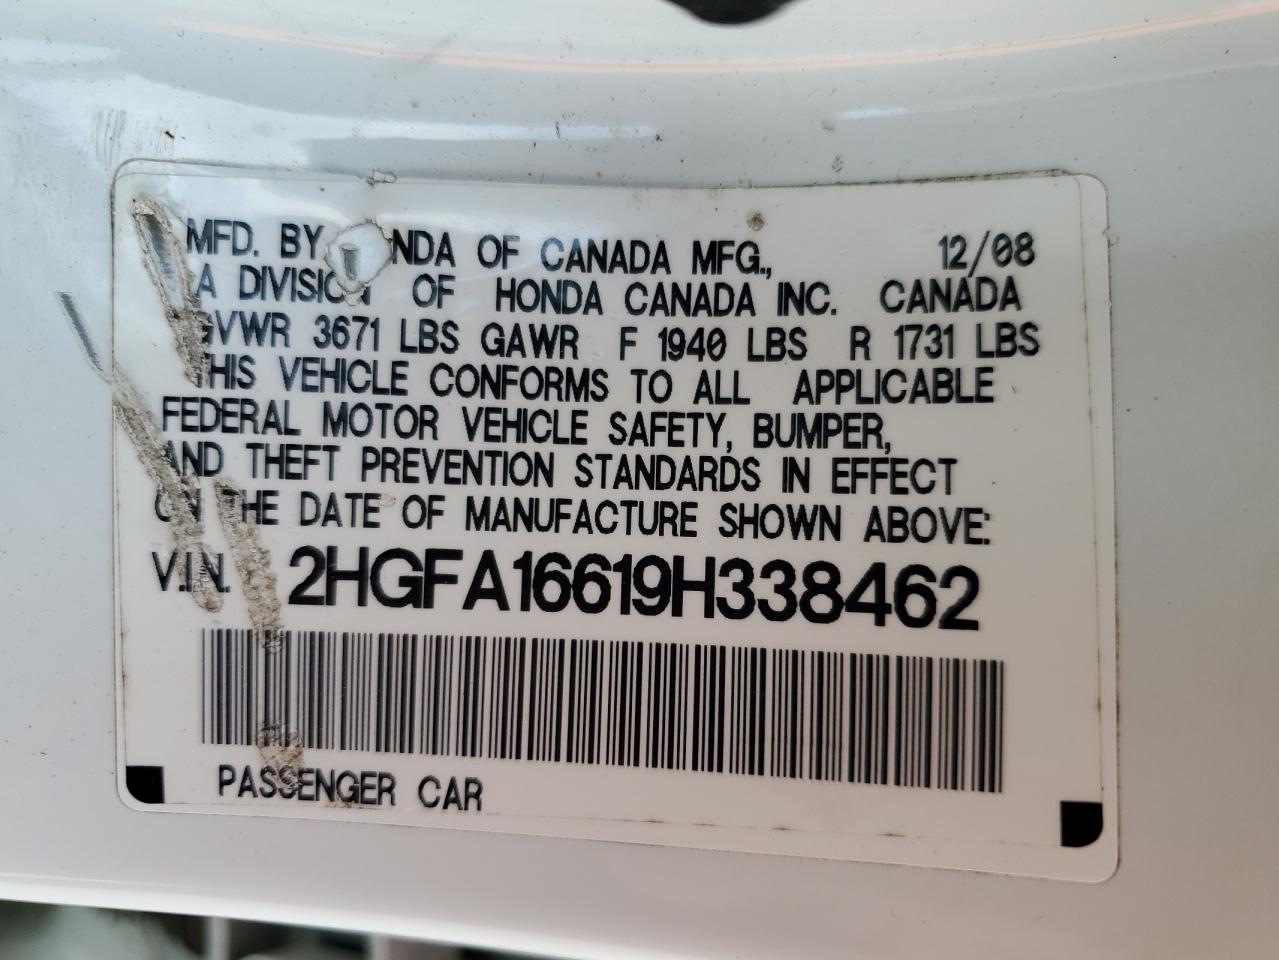 MFD. BY HONDA OF CANADA MFG., 12/08
A DIVISION OF HONDA CANADA INC. CANADA
GVWR 3671 LBS GAWR F 1940 LBS R 1731 LBS
THIS VEHICLE CONFORMS TO ALL APPLICABLE
FEDERAL MOTOR VEHICLE SAFETY, BUMPER,
AND THEFT PREVENTION STANDARDS IN EFFECT
ON THE DATE OF MANUFACTURE SHOWN ABOVE:
V.I.N. 2HGFA16619H338462
PASSENGER CAR